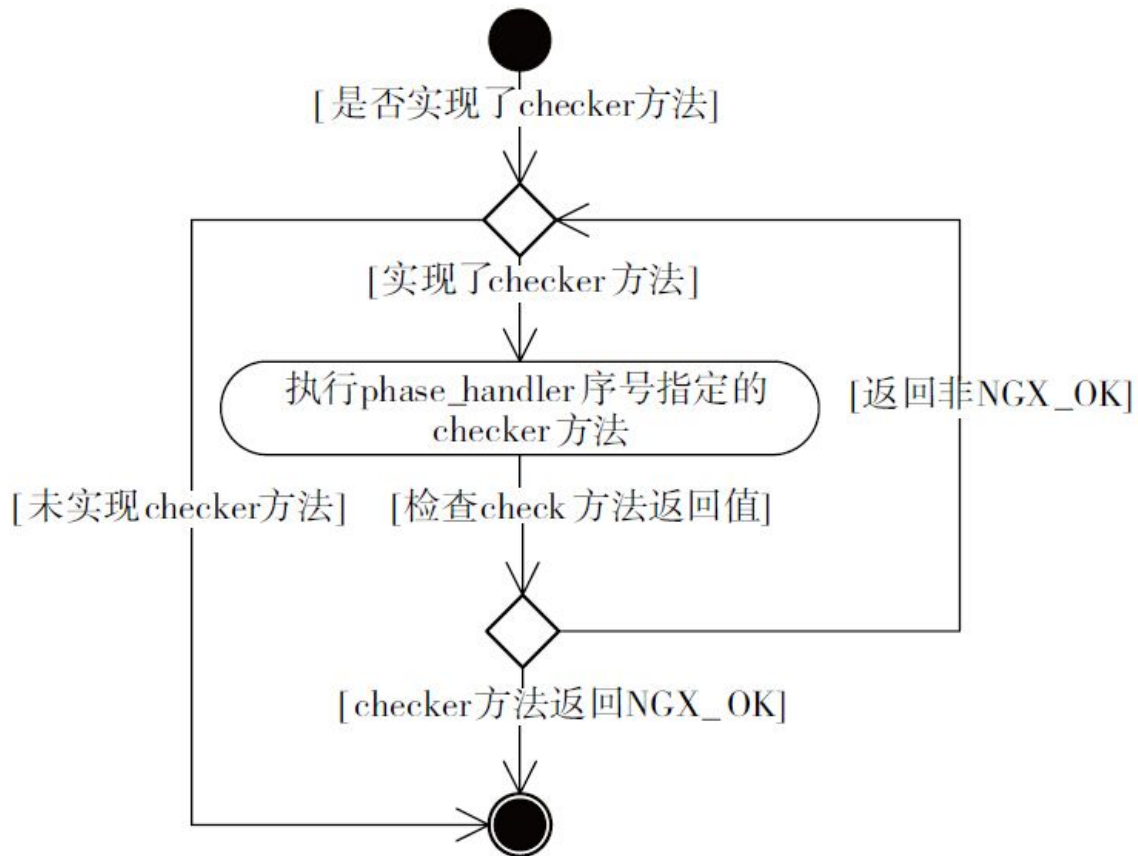 [是否实现了checker方法]
[实现了checker方法]
执行phase_handler序号指定的
checker方法
[返回非NGX_OK]
[未实现checker方法]
[检查check方法返回值]
[checker方法返回NGX_OK]